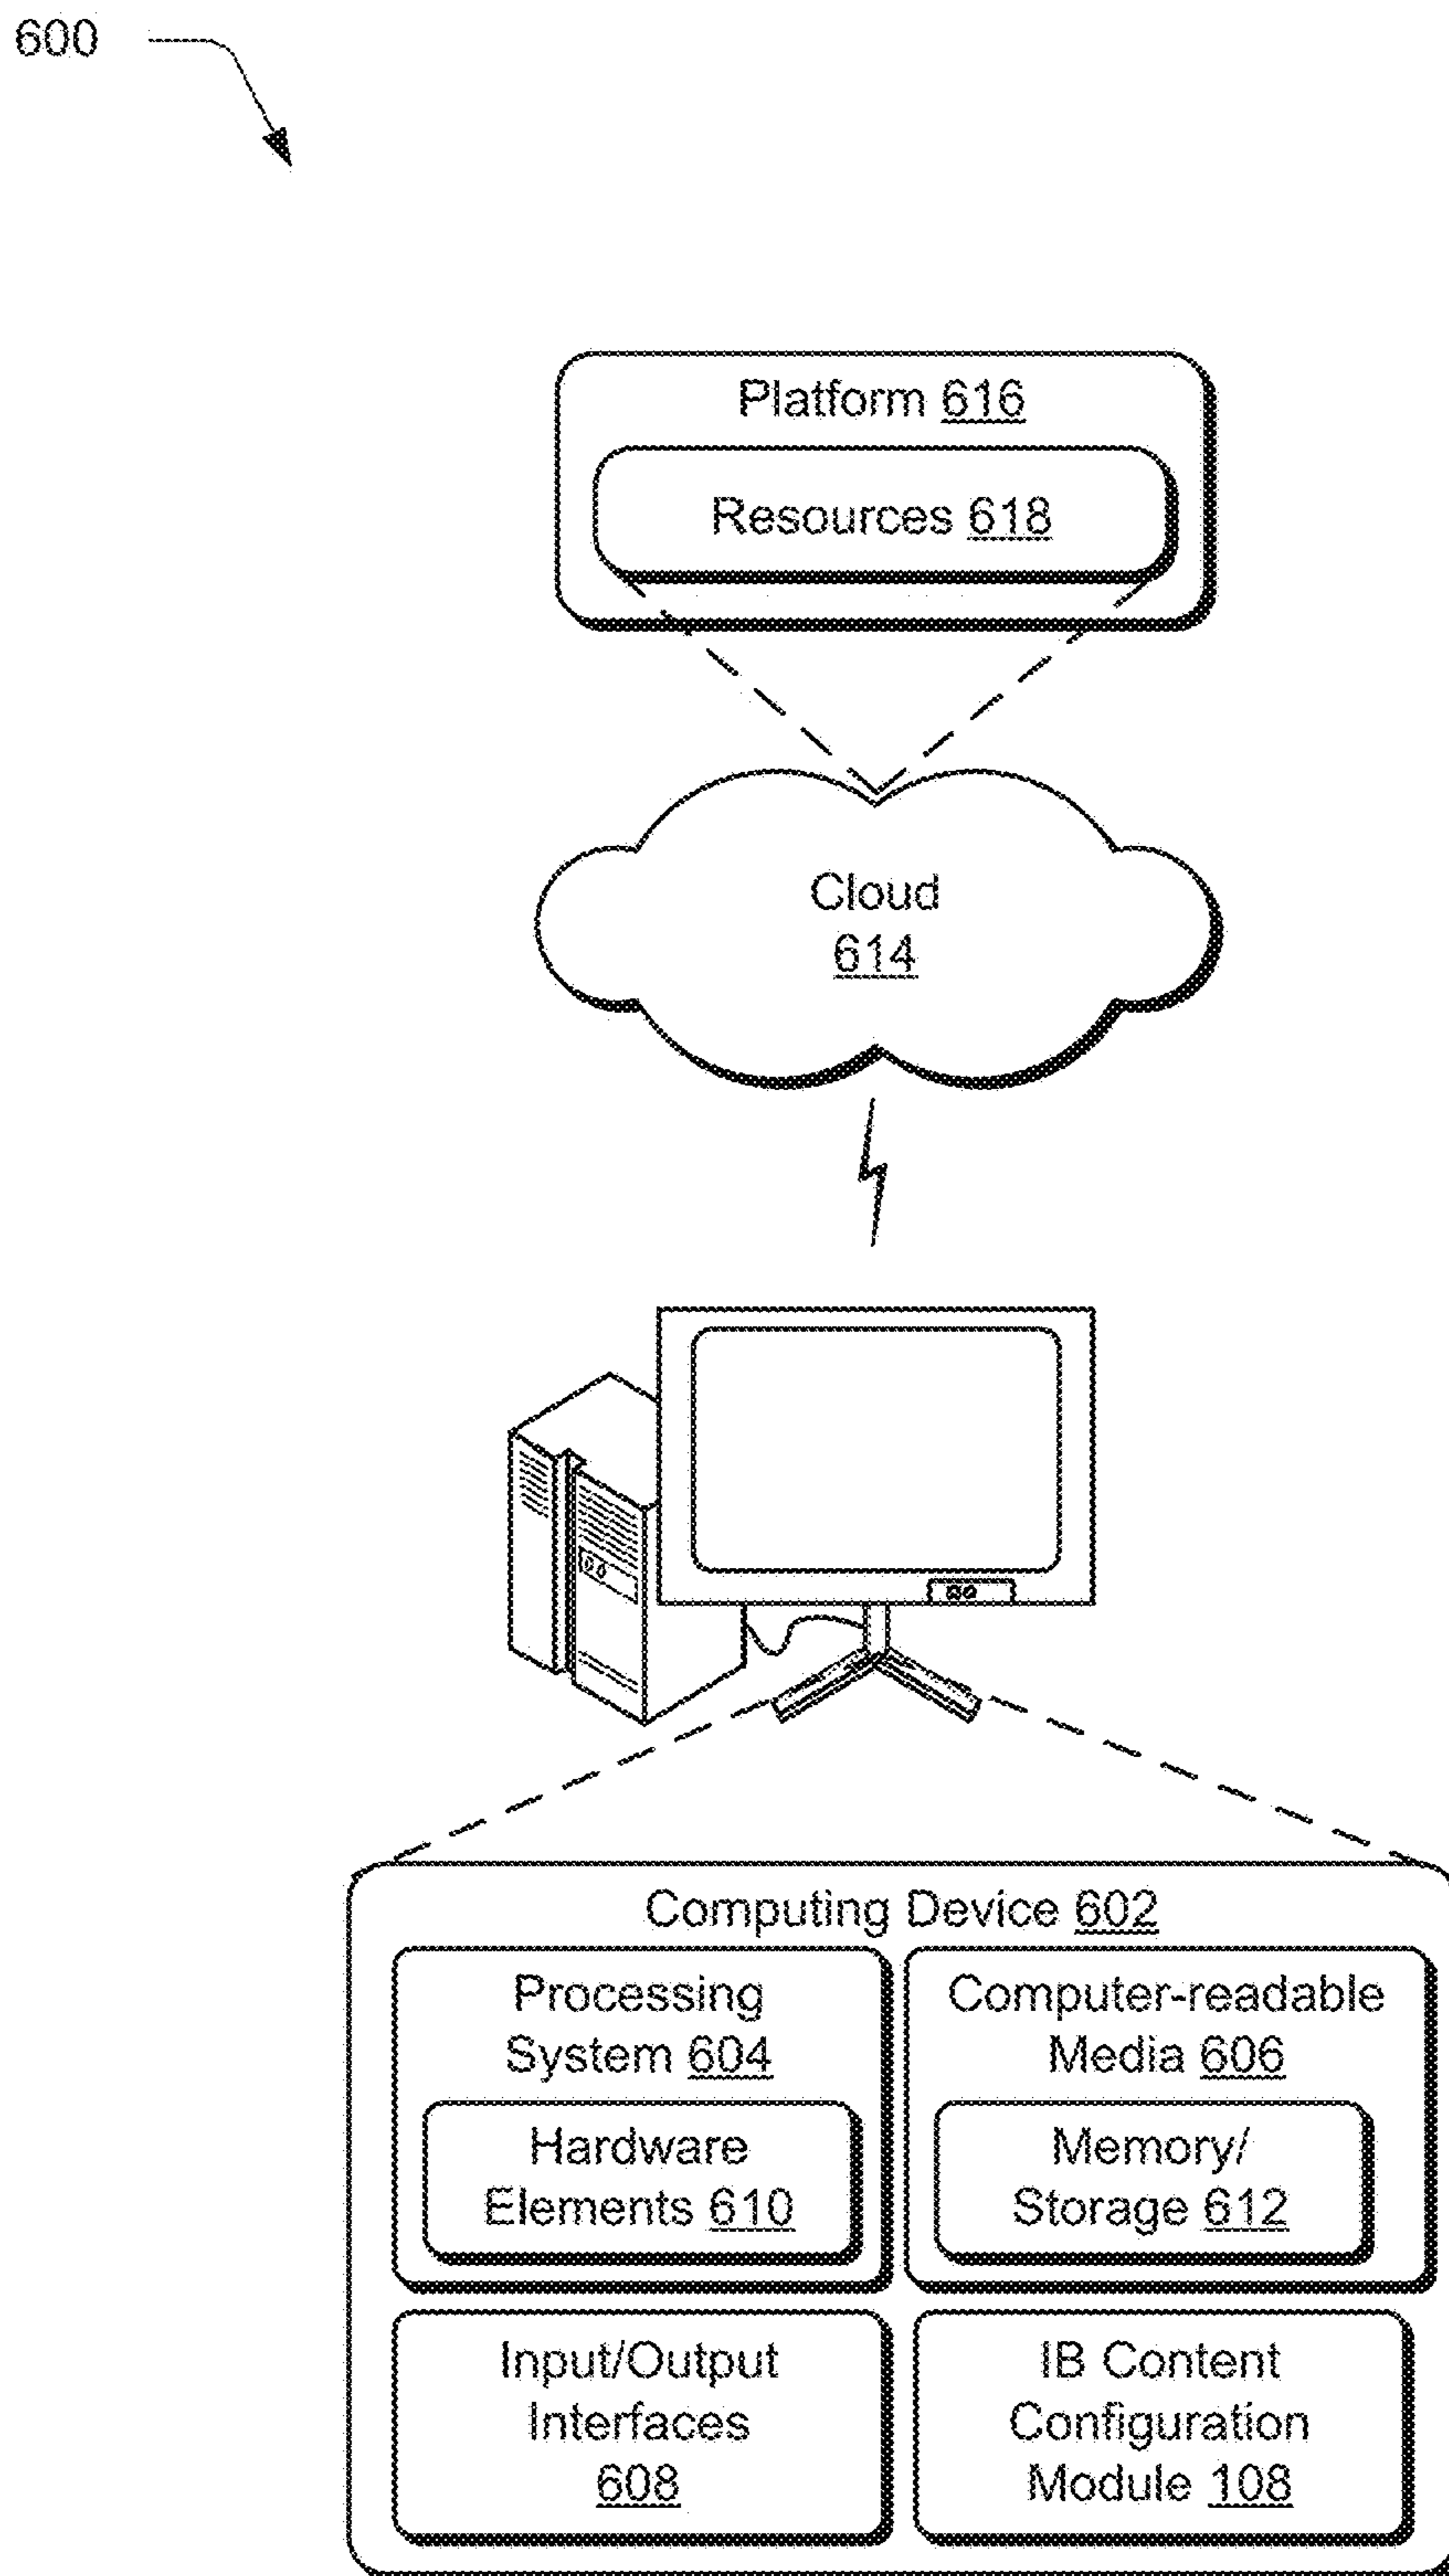 600
Platform 616
Resources 618
Cloud
614
Computing Device 602
Processing
System 604
Hardware
Elements 610
Computer-readable
Media 606
Memory/
Storage 612
Input/Output
Interfaces
608
IB Content
Configuration
Module 108